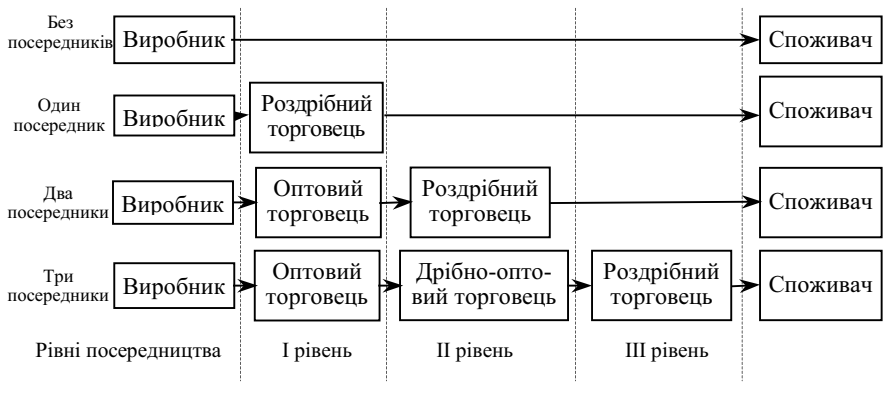 Без
посередників
Виробник
Споживач
Один
посередник
Виробник
Роздрібний
торговець
Споживач
Два
посередники
Виробник
Оптовий
торговець
Роздрібний
торговець
Споживач
Три
посередники
Виробник
Оптовий
торговець
Дрібно-опто-
вий торговець
Роздрібний
торговець
Споживач
Рівні посередництва
I рівень
II рівень
III рівень